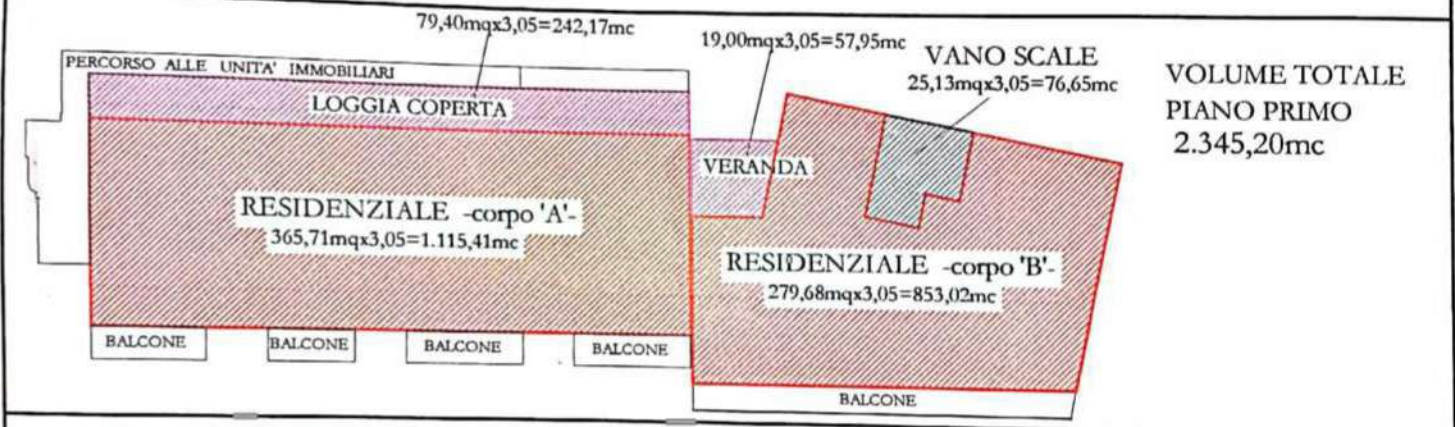 79,40mqx3,05=242,17mc
19,00mqx3,05=57,95mc
VANO SCALE
25,13mqx3,05=76,65mc
VOLUME TOTALE
PIANO PRIMO
2.345,20mc
PERCORSO ALLE UNITA' IMMOBILIARI
LOGGIA COPERTA
VERANDA
RESIDENZIALE -corpo 'A'-
365,71mqx3,05=1.115,41mc
RESIDENZIALE -corpo 'B'-
279,68mqx3,05=853,02mc
BALCONE
BALCONE
BALCONE
BALCONE
BALCONE